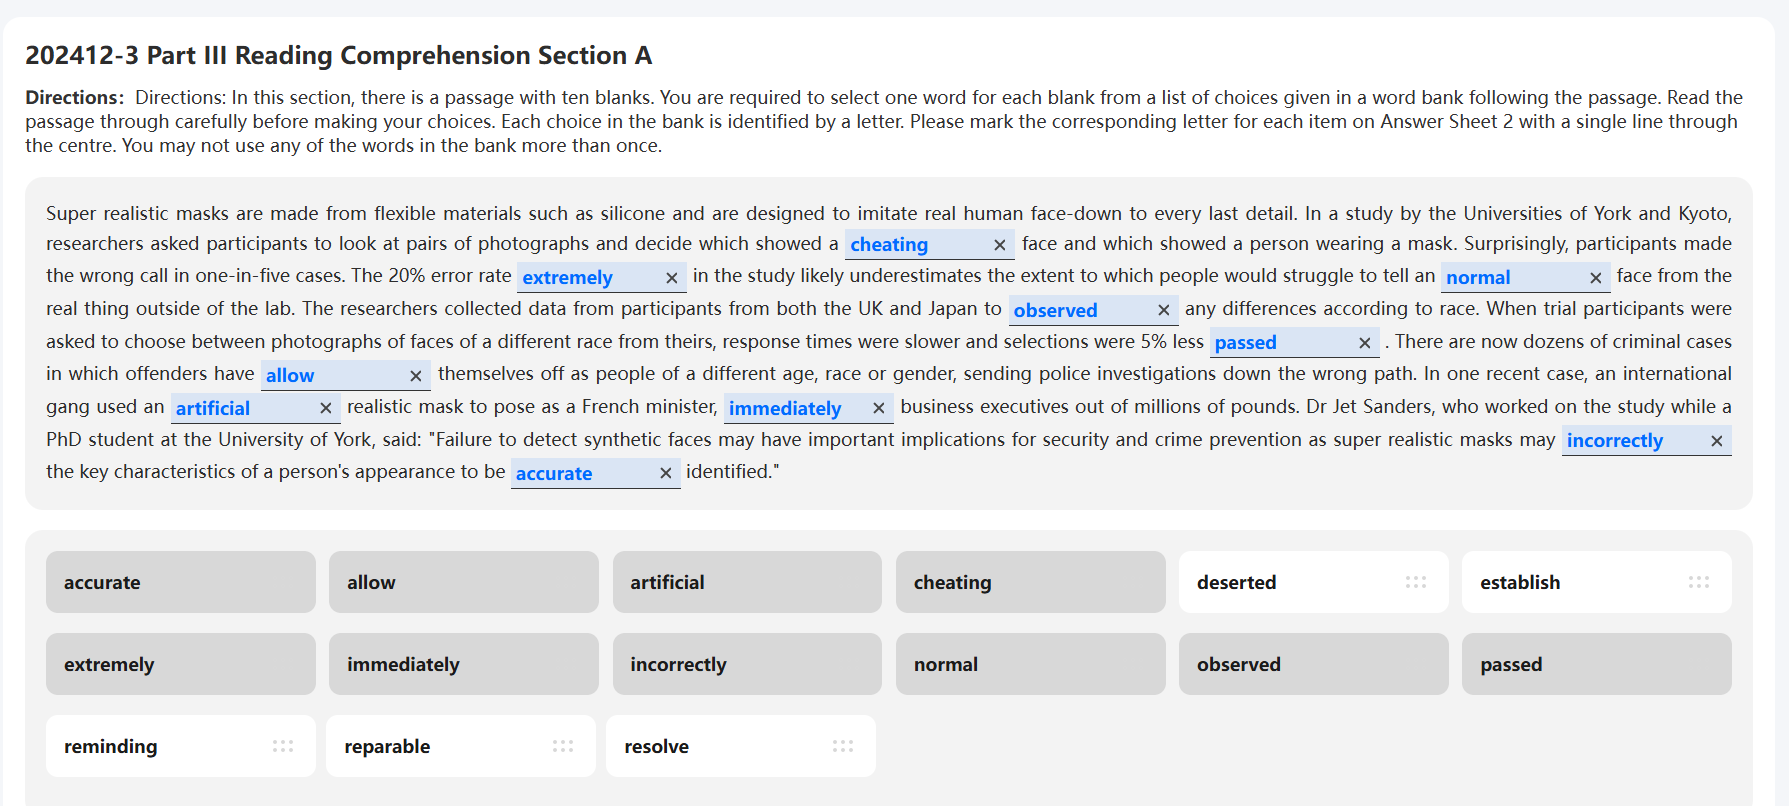 202412-3 Part III Reading Comprehension Section A
Directions: Directions: In this section, there is a passage with ten blanks. You are required to select one word for each blank from a list of choices given in a word bank following the passage. Read the
passage through carefully before making your choices. Each choice in the bank is identified by a letter. Please mark the corresponding letter for each item on Answer Sheet 2 with a single line through
the centre. You may not use any of the words in the bank more than once.
Super realistic masks are made from flexible materials such as silicone and are designed to imitate real human face-down to every last detail. In a study by the Universities of York and Kyoto,
researchers asked participants to look at pairs of photographs and decide which showed a cheating × face and which showed a person wearing a mask. Surprisingly, participants made
the wrong call in one-in-five cases. The 20% error rate extremely × in the study likely underestimates the extent to which people would struggle to tell an normal × face from the
real thing outside of the lab. The researchers collected data from participants from both the UK and Japan to observed × any differences according to race. When trial participants were
asked to choose between photographs of faces of a different race from theirs, response times were slower and selections were 5% less passed × . There are now dozens of criminal cases
in which offenders have allow × themselves off as people of a different age, race or gender, sending police investigations down the wrong path. In one recent case, an international
gang used an artificial × realistic mask to pose as a French minister, immediately × business executives out of millions of pounds. Dr Jet Sanders, who worked on the study while a
PhD student at the University of York, said: "Failure to detect synthetic faces may have important implications for security and crime prevention as super realistic masks may incorrectly ×
the key characteristics of a person's appearance to be accurate × identified."
accurate allow artificial cheating deserted establish
extremely immediately incorrectly normal observed passed
reminding reparable resolve